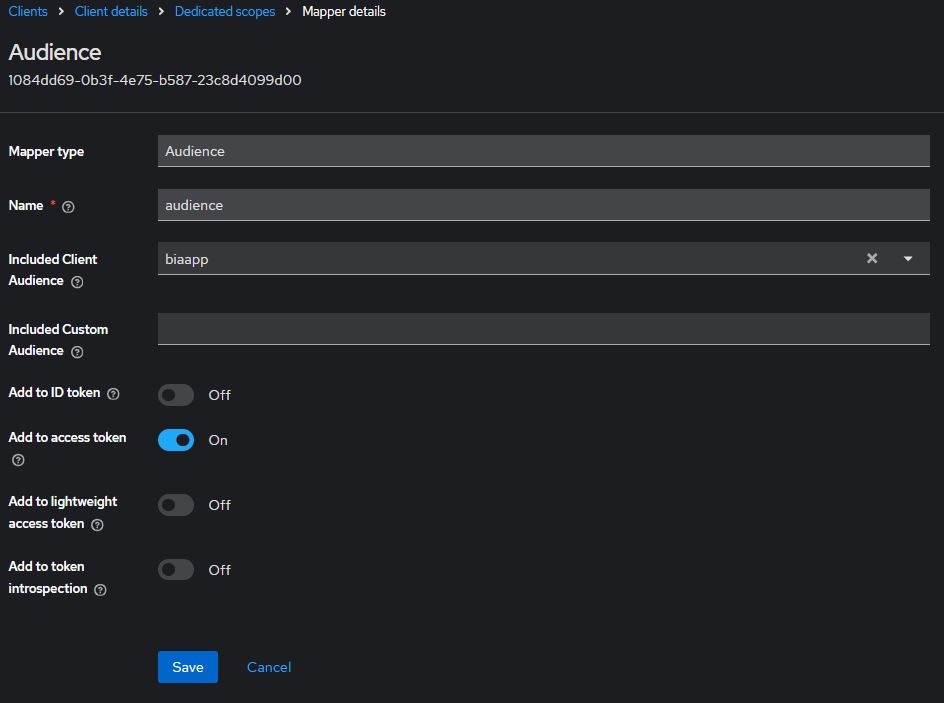 Clients > Client details > Dedicated scopes > Mapper details
Audience
1084dd69-0b3f-4e75-b587-23c8d4099d00
Mapper type
Audience
Name *
audience
Included Client
Audience
biaapp
Included Custom
Audience
Add to ID token
Off
Add to access token
On
Add to lightweight
access token
Off
Add to token
introspection
Off
Save
Cancel